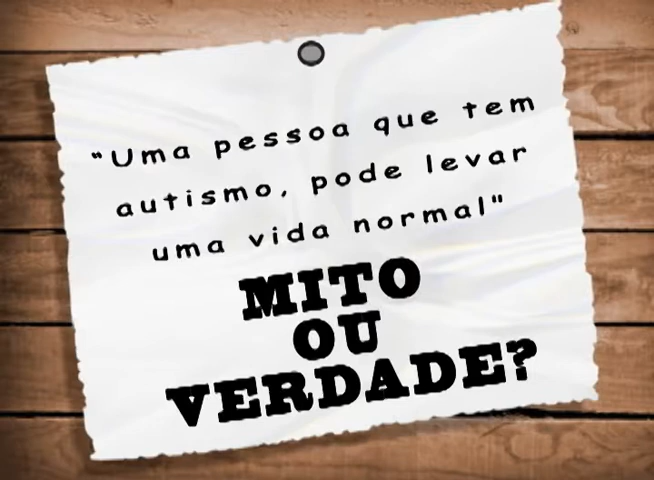 "Uma pessoa que tem
autismo, pode levar
uma vida normal"
MITO
OU
VERDADE?